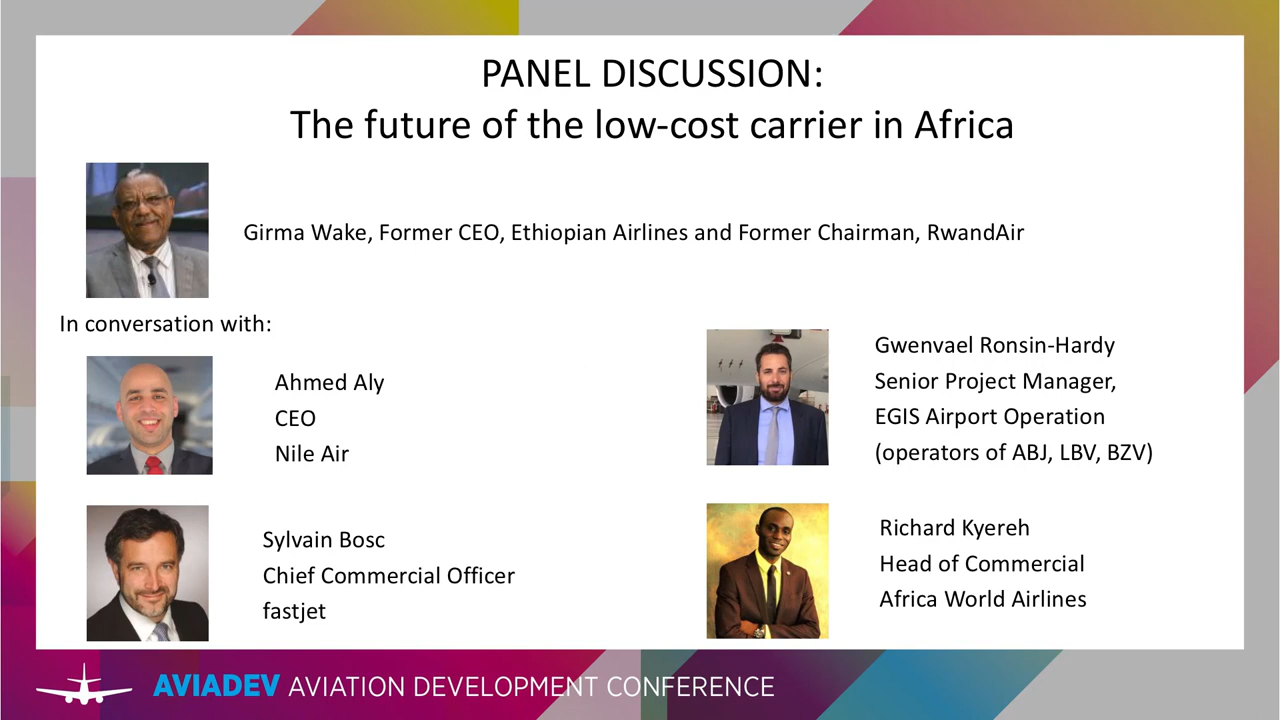 PANEL DISCUSSION:
The future of the low-cost carrier in Africa
Girma Wake, Former CEO, Ethiopian Airlines and Former Chairman, RwandAir
In conversation with:
Ahmed Aly
CEO
Nile Air
Gwenvael Ronsin-Hardy
Senior Project Manager,
EGIS Airport Operation
(operators of ABJ, LBV, BZV)
Sylvain Bosc
Chief Commercial Officer
fastjet
Richard Kyereh
Head of Commercial
Africa World Airlines
AVIADEV AVIATION DEVELOPMENT CONFERENCE